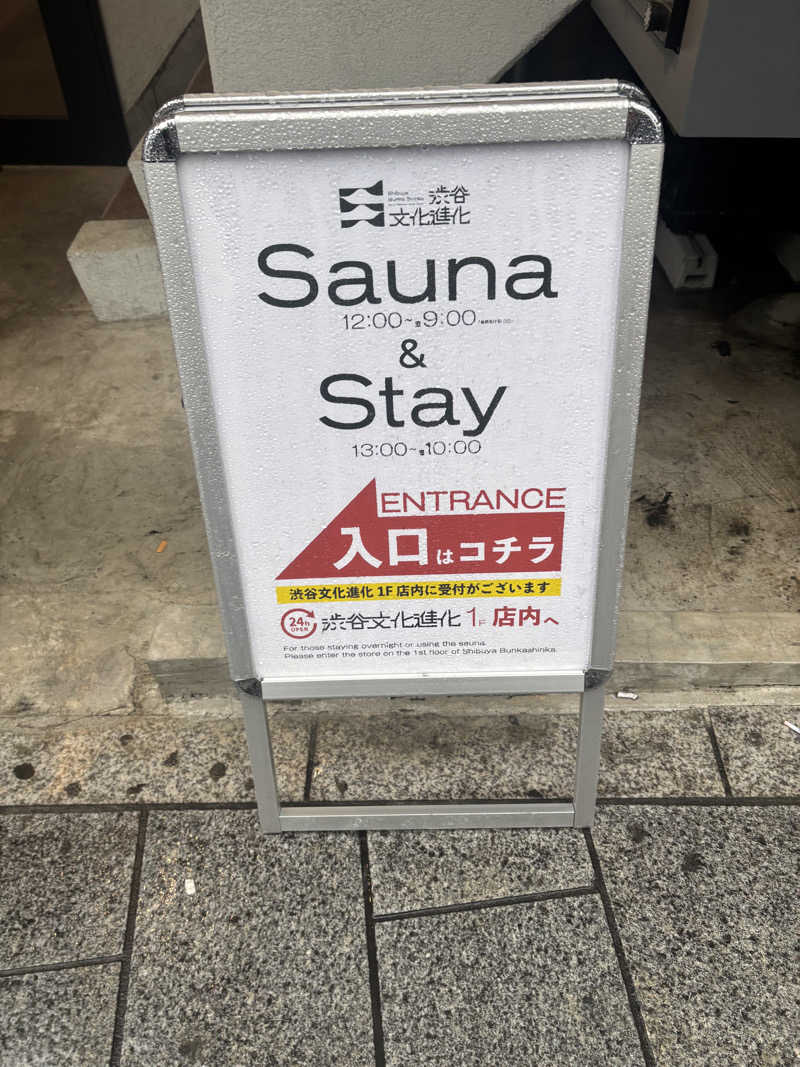 渋谷
文化進化
Sauna
12:00~翌9:00
&
Stay
13:00~翌10:00
ENTRANCE
入口はコチラ
渋谷文化進化 1F 店内に受付がございます
24h OPEN 渋谷文化進化 1F 店内へ
For those staying overnight or using the sauna.
Please enter the store on the 1st floor of Shibuya Bunkashinka.